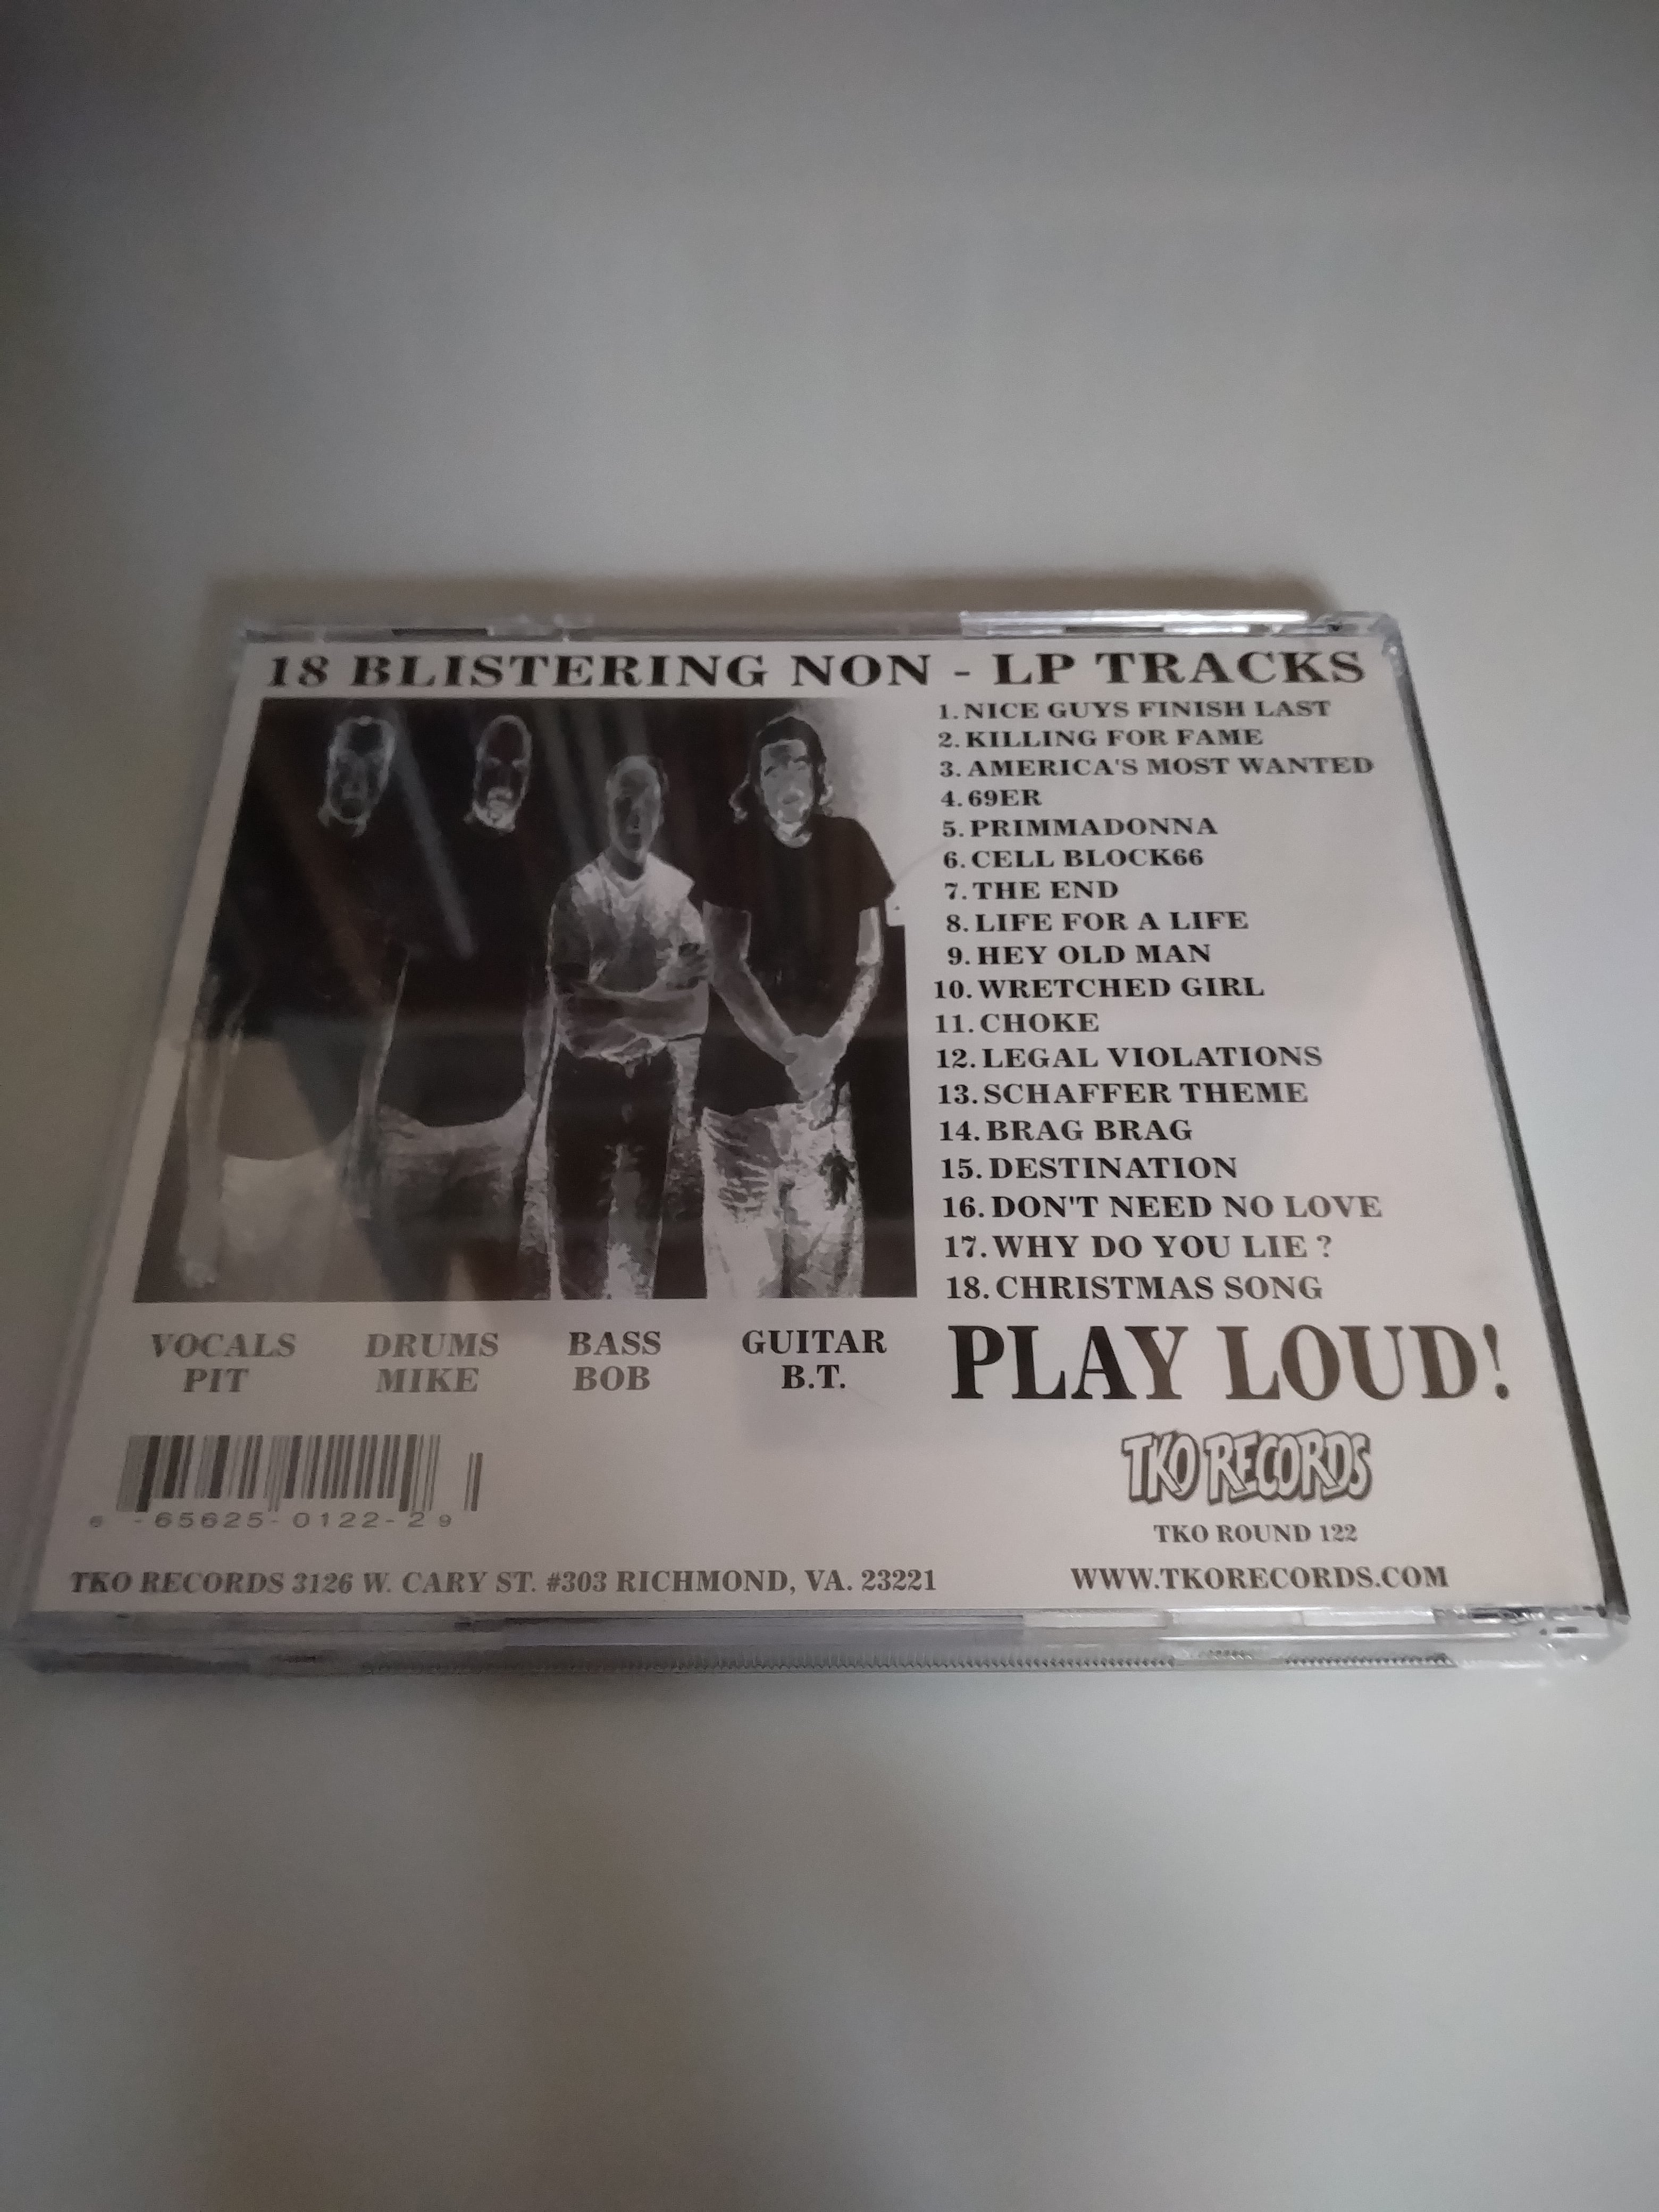 18 BLISTERING NON - LP TRACKS
1. NICE GUYS FINISH LAST
2. KILLING FOR FAME
3. AMERICA'S MOST WANTED
4. 69ER
5. PRIMMADONNA
6. CELL BLOCK66
7. THE END
8. LIFE FOR A LIFE
9. HEY OLD MAN
10. WRETCHED GIRL
11. CHOKE
12. LEGAL VIOLATIONS
13. SCHAFFER THEME
14. BRAG BRAG
15. DESTINATION
16. DON'T NEED NO LOVE
17. WHY DO YOU LIE ?
18. CHRISTMAS SONG
VOCALS DRUMS BASS GUITAR
PIT MIKE BOB B.T.
PLAY LOUD!
6 -65625-0122-2 9
TKO RECORDS
TKO ROUND 122
TKO RECORDS 3126 W. CARY ST. #303 RICHMOND, VA. 23221
WWW.TKORECORDS.COM